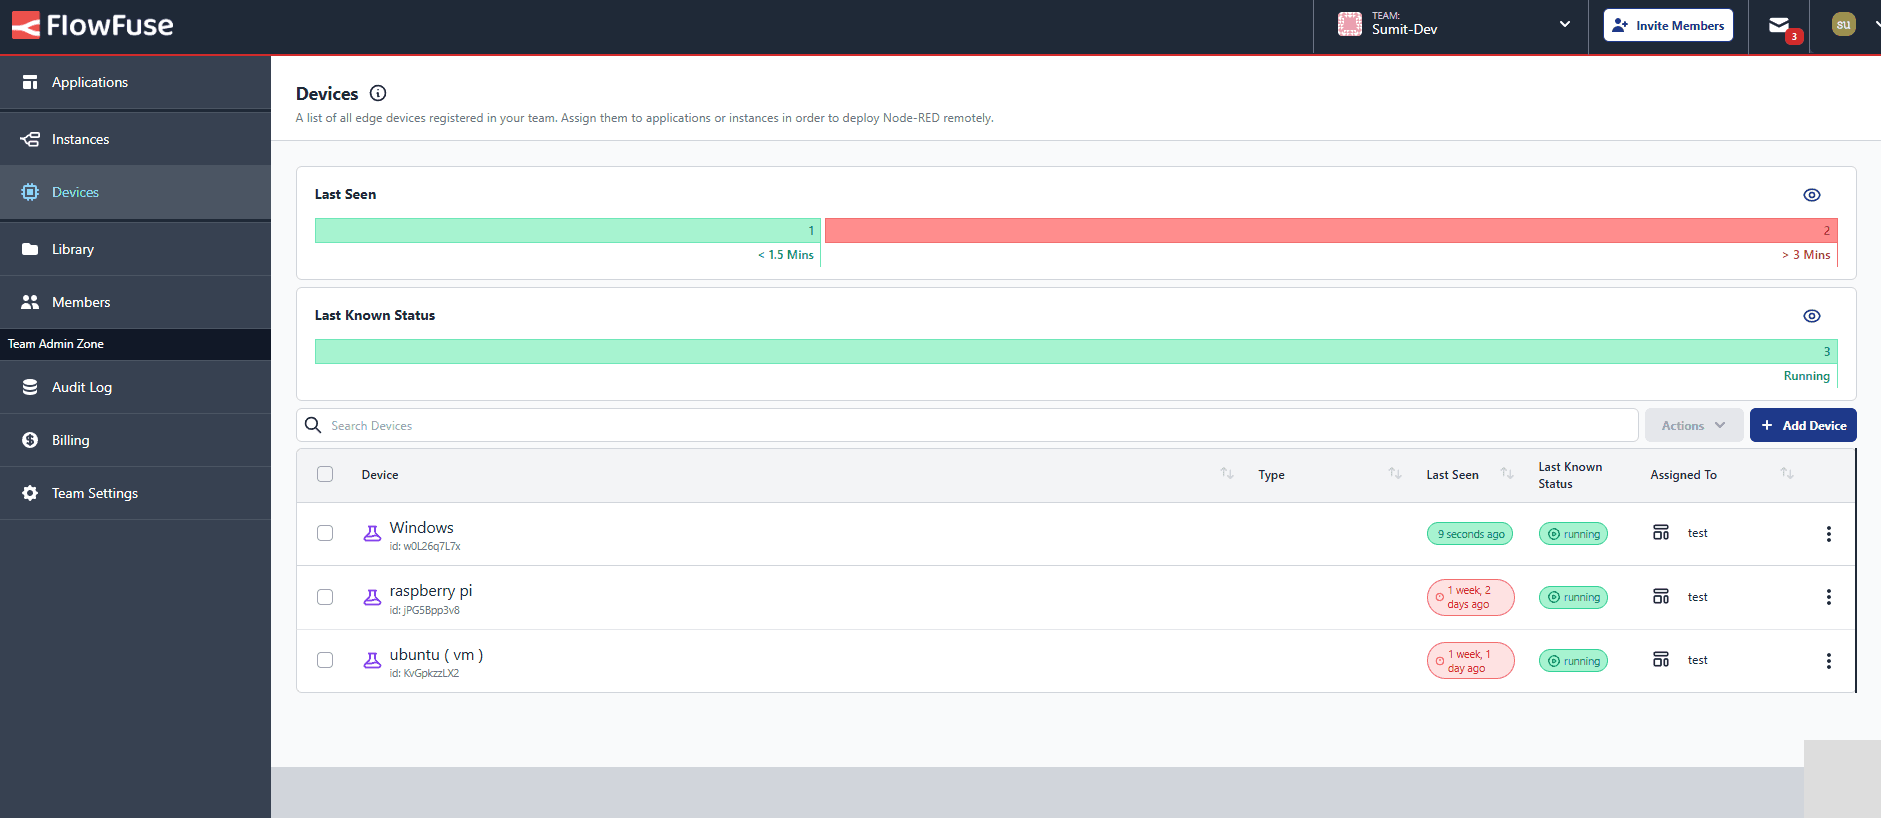 FlowFuse
TEAM:
Sumit-Dev
Invite Members
3
su
Applications
Instances
Devices
Library
Members
Team Admin Zone
Audit Log
Billing
Team Settings
Devices
A list of all edge devices registered in your team. Assign them to applications or instances in order to deploy Node-RED remotely.
Last Seen
1
2
< 1.5 Mins
> 3 Mins
Last Known Status
3
Running
Search Devices
Actions
+ Add Device
Device
Type
Last Seen
Last Known
Status
Assigned To
Windows
id: w0L26q7L7x
9 seconds ago
running
test
raspberry pi
id: jPG5Bpp3v8
1 week, 2
days ago
running
test
ubuntu ( vm )
id: KvGpkzzLX2
1 week, 1
day ago
running
test